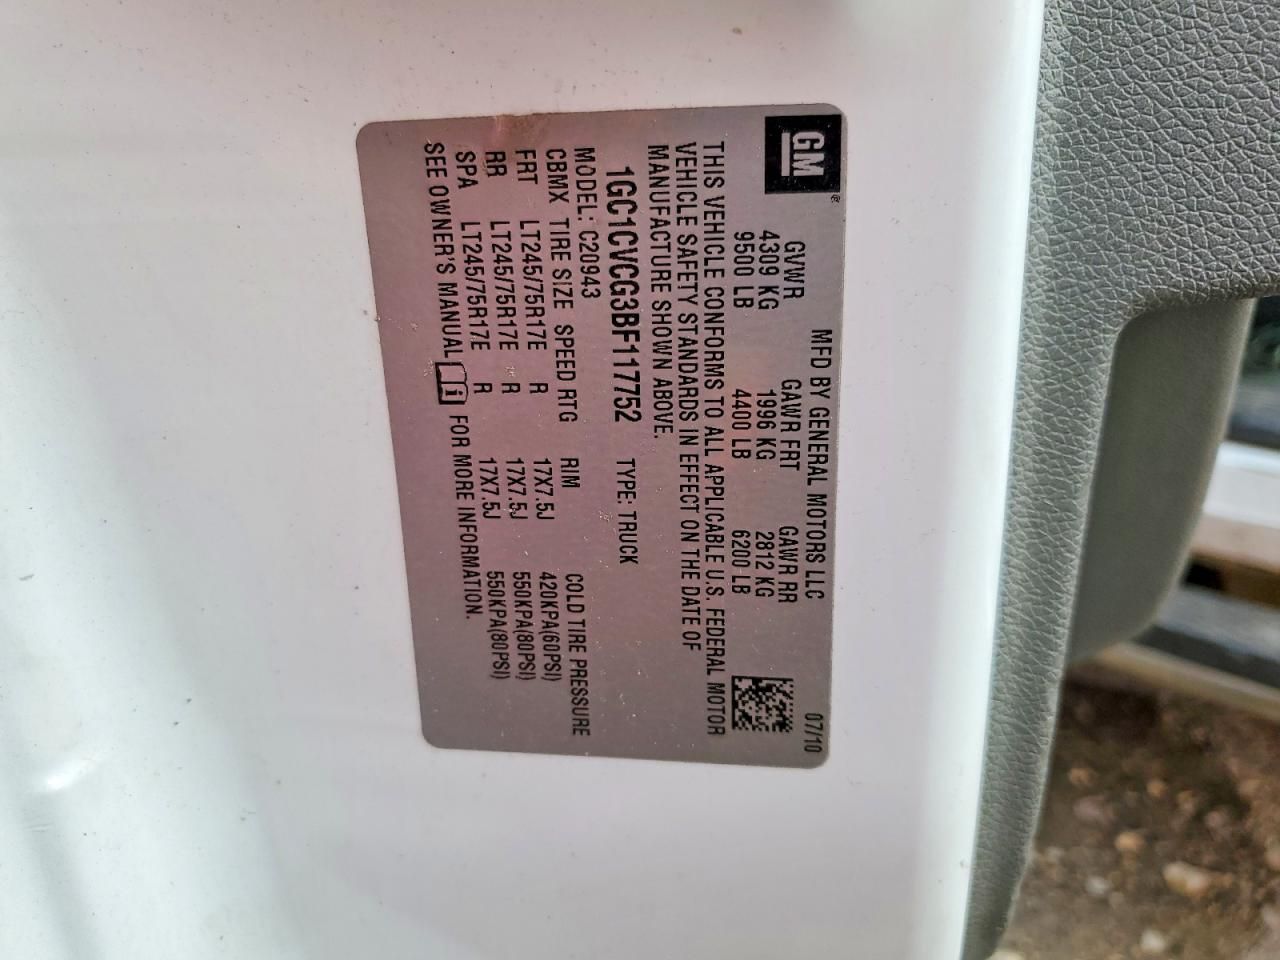 GM®
MFD BY GENERAL MOTORS LLC 07/10
GVWR GAWR FRT GAWR RR
4309 KG 1996 KG 2812 KG
9500 LB 4400 LB 6200 LB
THIS VEHICLE CONFORMS TO ALL APPLICABLE U.S. FEDERAL MOTOR
VEHICLE SAFETY STANDARDS IN EFFECT ON THE DATE OF
MANUFACTURE SHOWN ABOVE.
1GC1CVCG3BF117752 TYPE: TRUCK
MODEL: C20943
CBMX TIRE SIZE SPEED RTG RIM COLD TIRE PRESSURE
FRT LT245/75R17E R 17X7.5J 420KPA(60PSI)
RR LT245/75R17E R 17X7.5J 550KPA(80PSI)
SPA LT245/75R17E R 17X7.5J 550KPA(80PSI)
SEE OWNER'S MANUAL i FOR MORE INFORMATION.